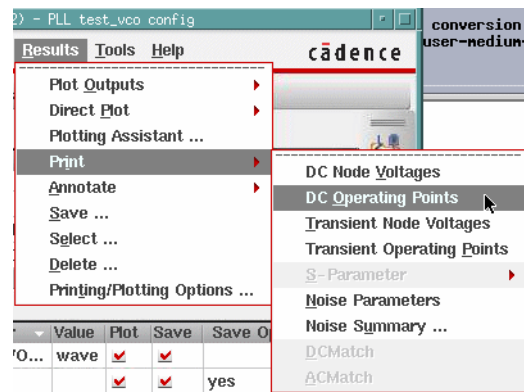 2) - PLL test_vco config
conversion
user-medium-
Results Tools Help
cādence
Plot Outputs
Direct Plot
Plotting Assistant ...
Print
Annotate
Save ...
Select ...
Delete ...
Printing/Plotting Options ...
DC Node Voltages
DC Operating Points
Transient Node Voltages
Transient Operating Points
S-Parameter
Noise Parameters
Noise Summary ...
DCMatch
ACMatch
Value Plot Save Save Op
/O... wave
yes